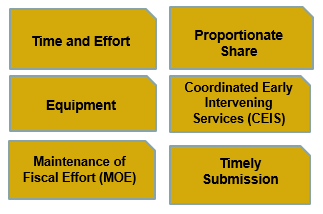 Time and Effort
Proportionate
Share
Equipment
Coordinated Early
Intervening
Services (CEIS)
Maintenance of
Fiscal Effort (MOE)
Timely
Submission